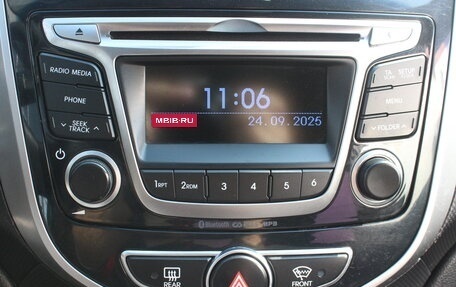 RADIO MEDIA
TA SETUP
SCAN
11:06
PHONE
MENU
MBIB.RU
24.09.2025
SEEK
TRACK
FOLDER
1RPT 2RDM 3 4 5 6
Bluetooth
REAR
FRONT